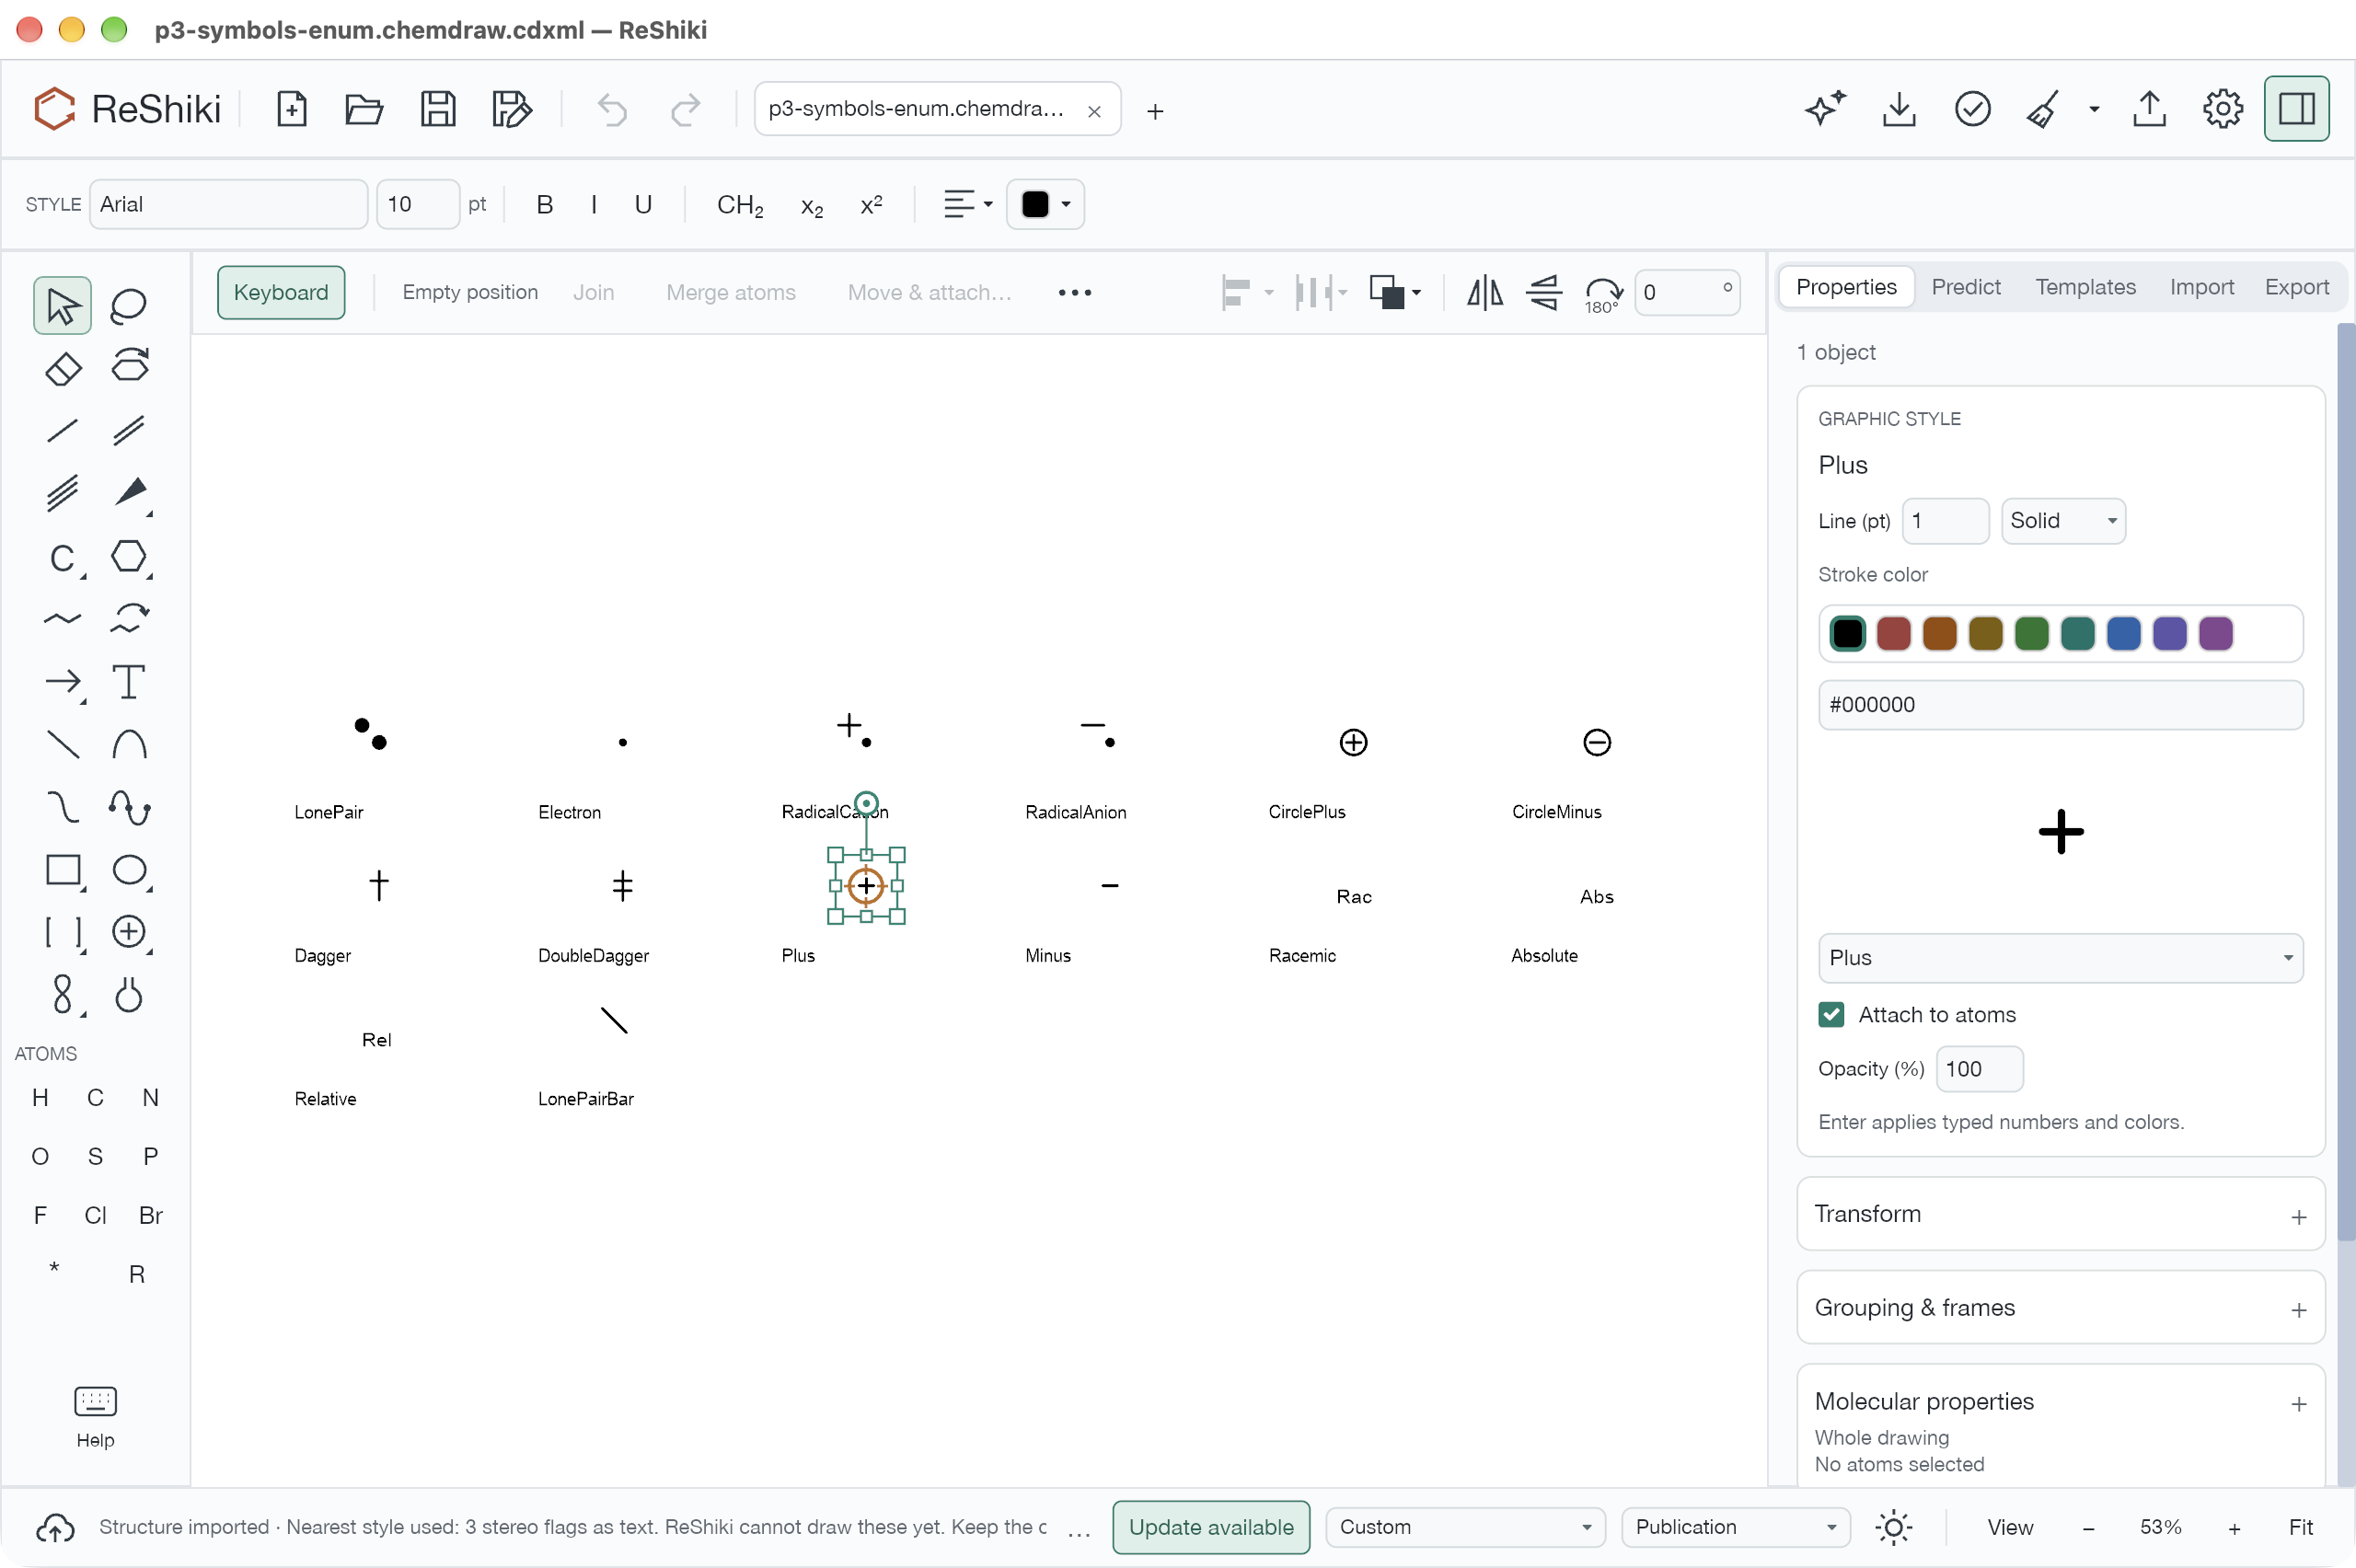 p3-symbols-enum.chemdraw.cdxml — ReShiki
ReShiki
p3-symbols-enum.chemdra...
STYLE Arial 10 pt B I U CH₂ x₂ x²
Keyboard Empty position Join Merge atoms Move & attach... 180° 0 °
Properties Predict Templates Import Export
1 object
GRAPHIC STYLE
Plus
Line (pt) 1 Solid
Stroke color
#000000
Plus
Attach to atoms
Opacity (%) 100
Enter applies typed numbers and colors.
Transform +
Grouping & frames +
Molecular properties +
Whole drawing
No atoms selected
C
T
ATOMS
H C N
O S P
F Cl Br
* R
Help
LonePair Electron RadicalCation RadicalAnion CirclePlus CircleMinus
Rac Abs
Dagger DoubleDagger Plus Minus Racemic Absolute
Rel
Relative LonePairBar
Structure imported · Nearest style used: 3 stereo flags as text. ReShiki cannot draw these yet. Keep the c ... Update available Custom Publication View − 53% + Fit